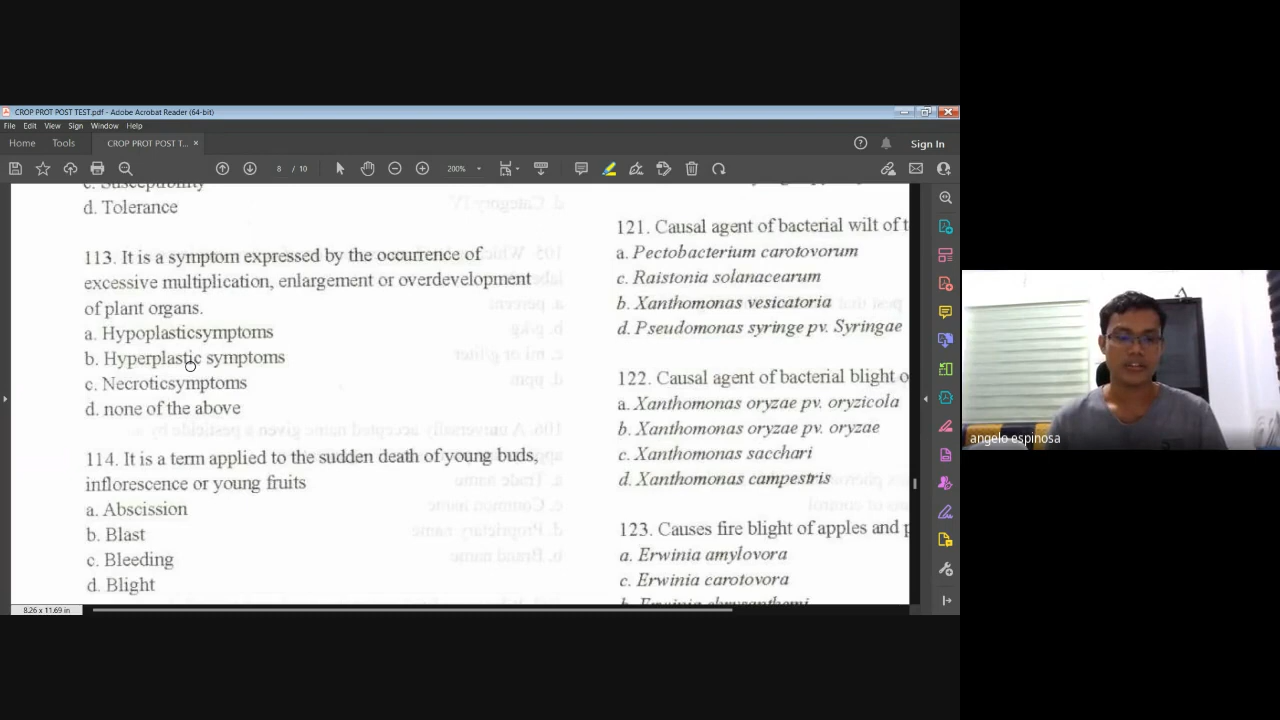 CROP PROT POST TEST.pdf - Adobe Acrobat Reader (64-bit)
File Edit View Sign Window Help
Home Tools CROP PROT POST T... × Sign In
8 / 10 200%
c. Susceptibility
d. Tolerance
113. It is a symptom expressed by the occurrence of
excessive multiplication, enlargement or overdevelopment
of plant organs.
a. Hypoplasticsymptoms
b. Hyperplastic symptoms
c. Necroticsymptoms
d. none of the above
114. It is a term applied to the sudden death of young buds,
inflorescence or young fruits
a. Abscission
b. Blast
c. Bleeding
d. Blight
121. Causal agent of bacterial wilt of t
a. Pectobacterium carotovorum
c. Raistonia solanacearum
b. Xanthomonas vesicatoria
d. Pseudomonas syringe pv. Syringae
122. Causal agent of bacterial blight o
a. Xanthomonas oryzae pv. oryzicola
b. Xanthomonas oryzae pv. oryzae
c. Xanthomonas sacchari
d. Xanthomonas campestris
123. Causes fire blight of apples and p
a. Erwinia amylovora
c. Erwinia carotovora
b. Erwinia chrysanthemi
8.26 x 11.69 in
angelo espinosa